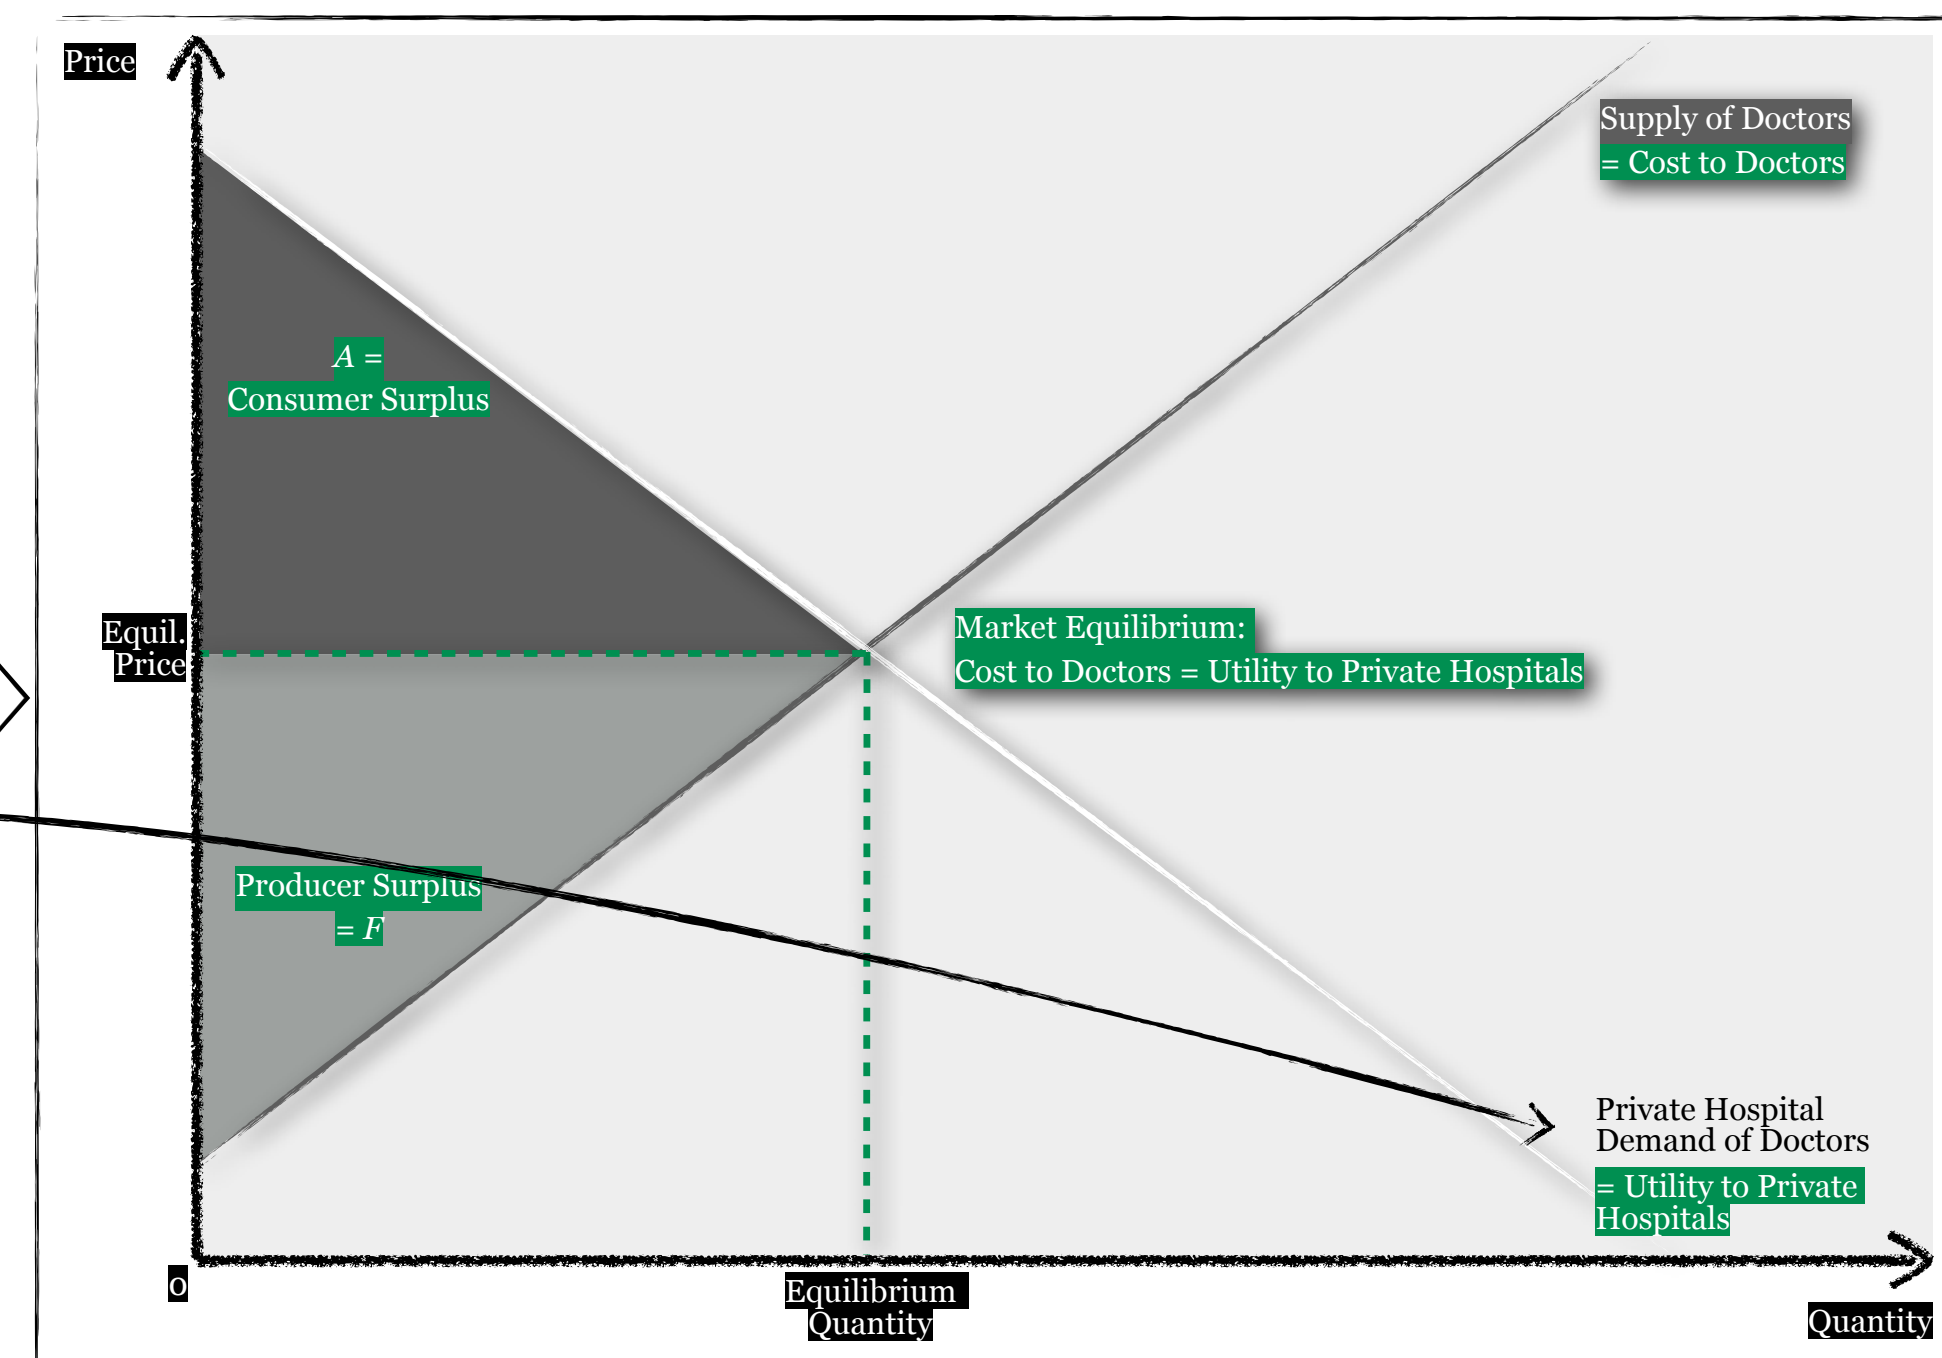 Price
Supply of Doctors
= Cost to Doctors
A =
Consumer Surplus
Equil.
Price
Market Equilibrium:
Cost to Doctors = Utility to Private Hospitals
Producer Surplus
= F
Private Hospital
Demand of Doctors
= Utility to Private
Hospitals
0
Equilibrium
Quantity
Quantity